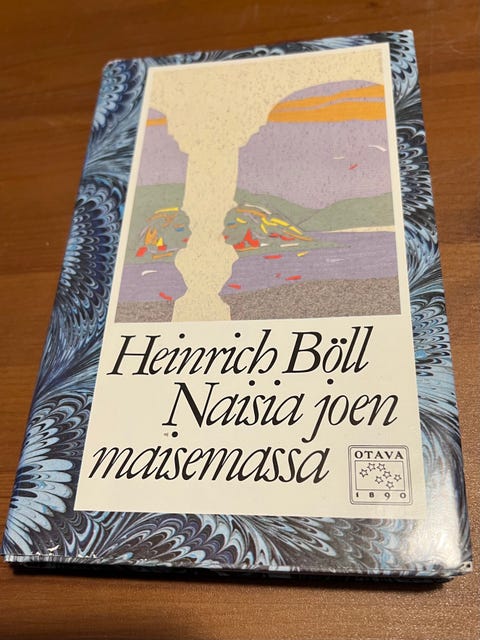 Heinrich Böll
Naisia joen
maisemassa
OTAVA
1890